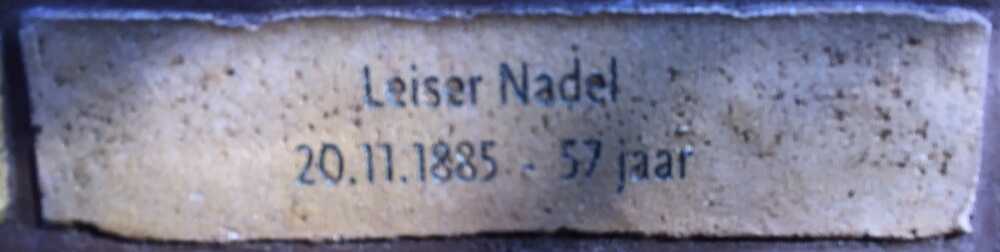 Leiser Nadel
20.11.1885 - 57 jaar